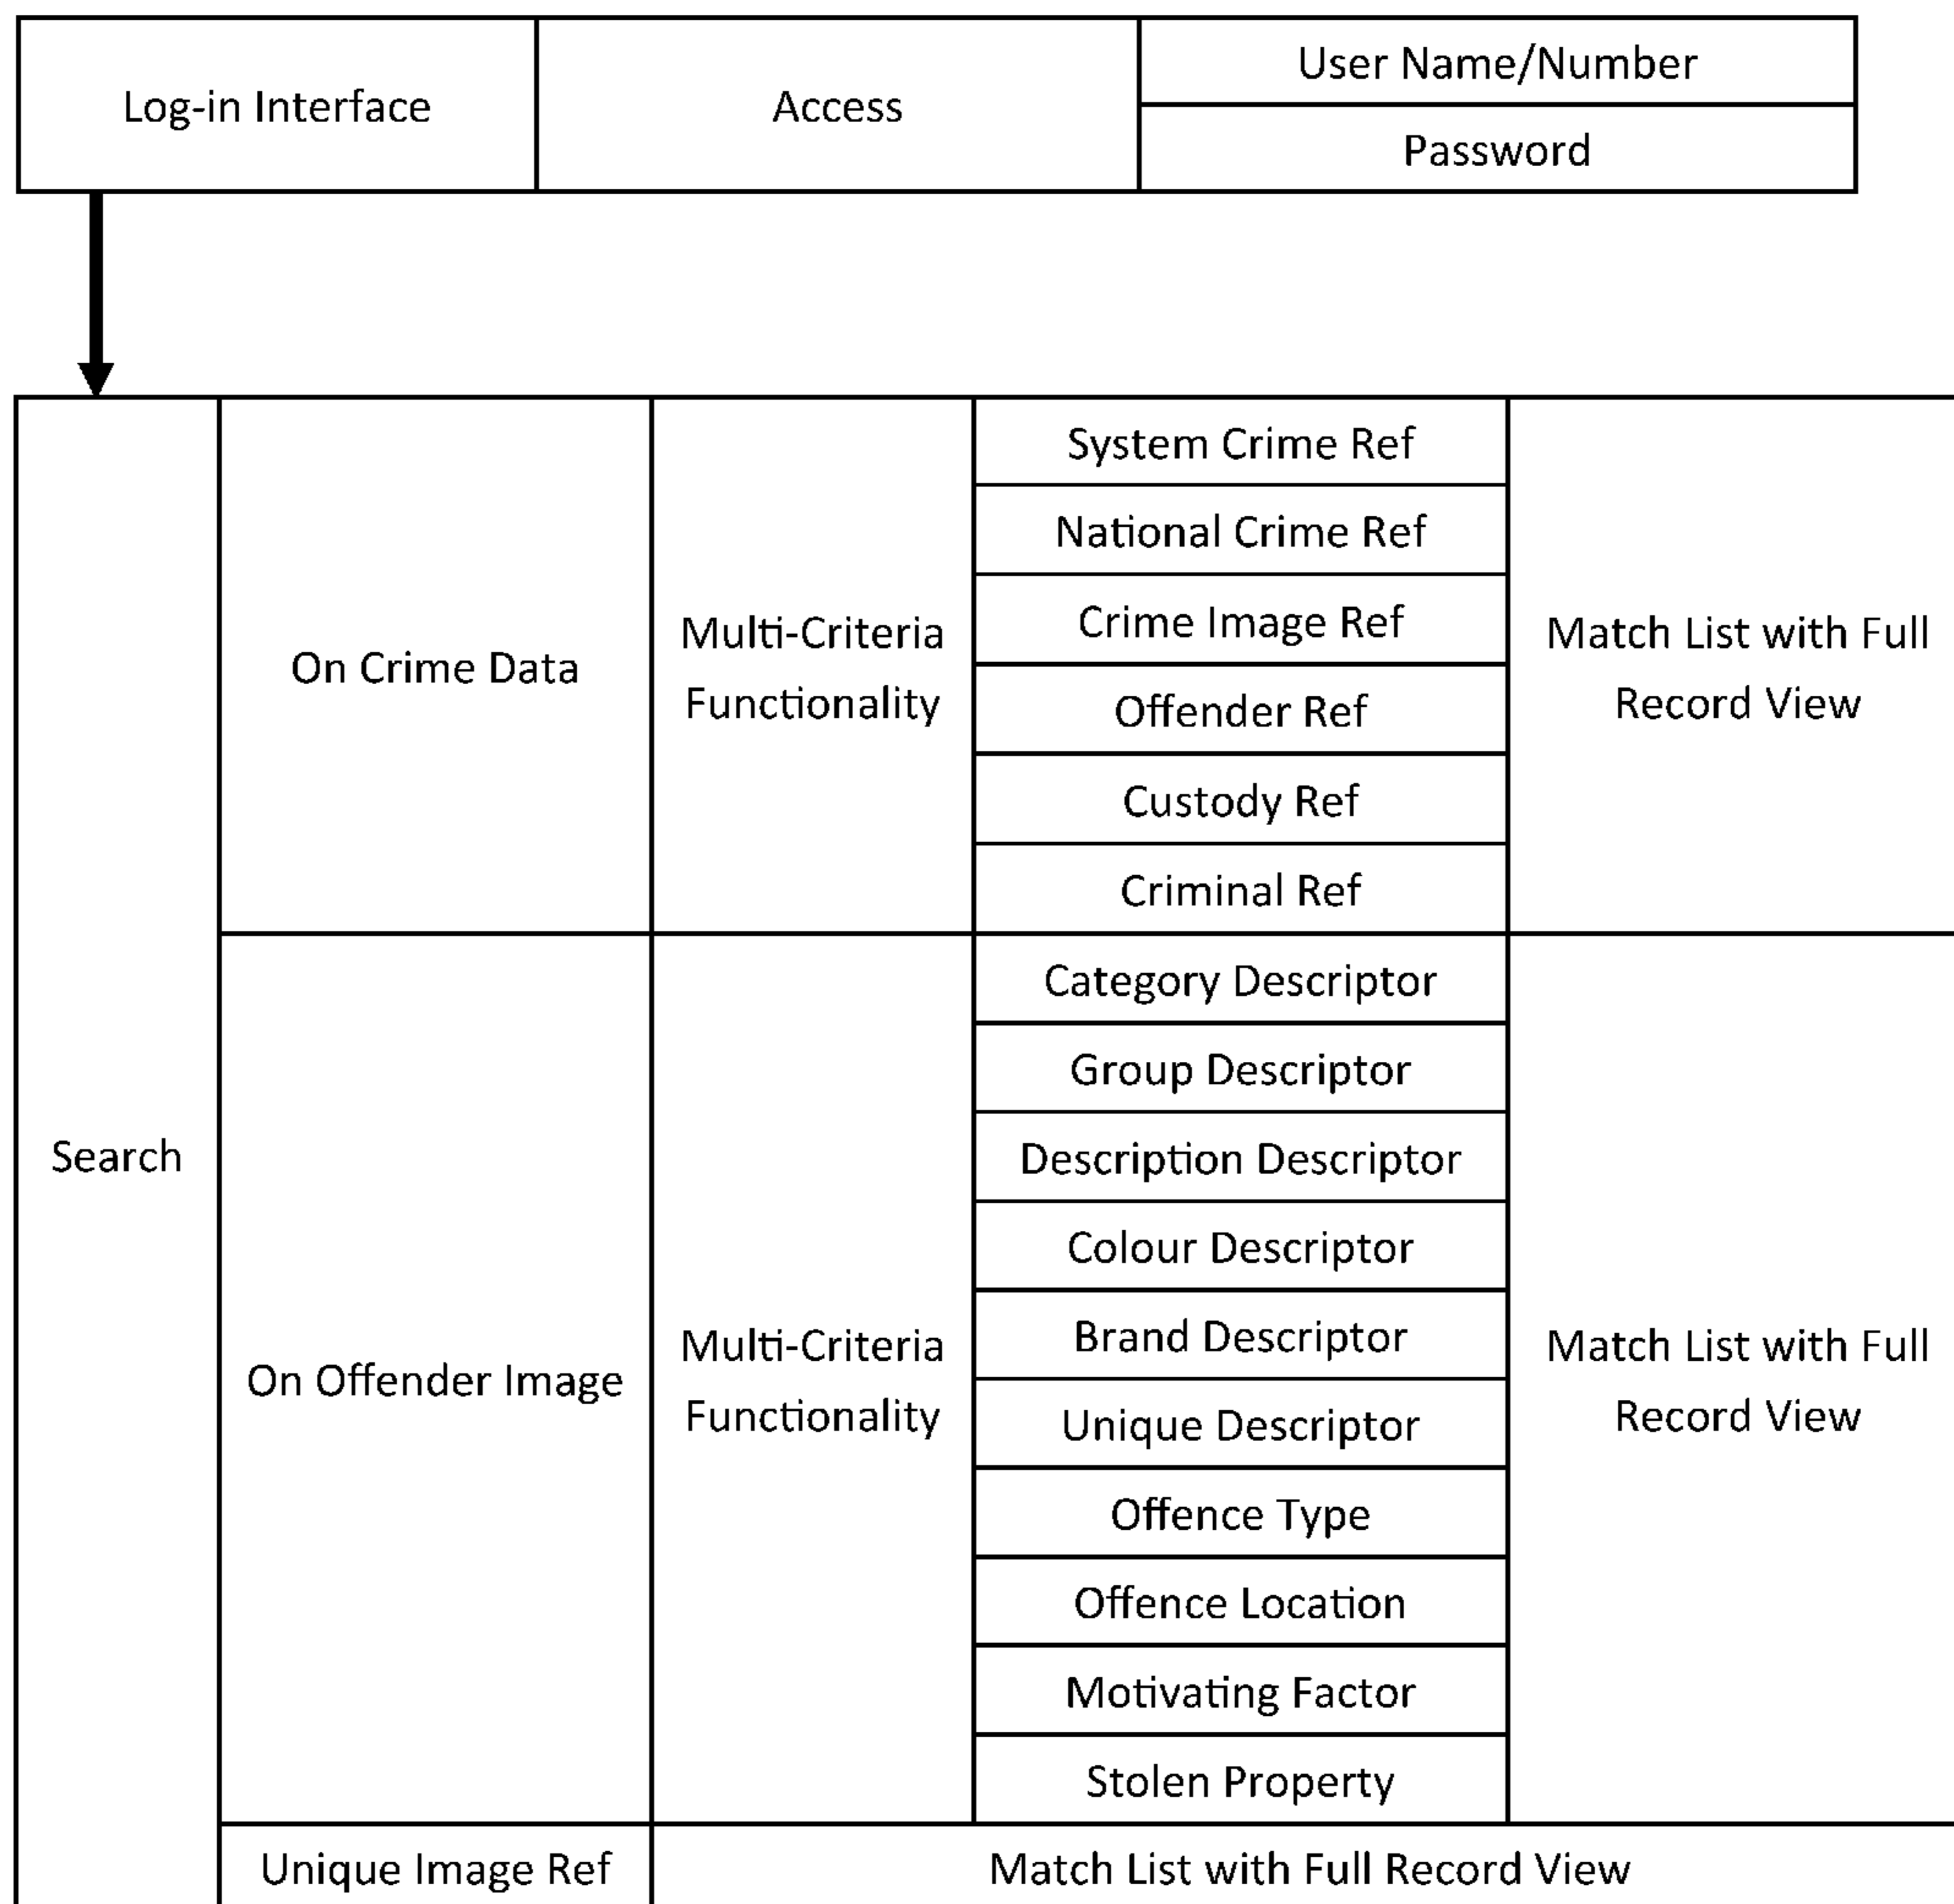 Log-in Interface
Access
User Name/Number
Password
Search
On Crime Data
Multi-Criteria
Functionality
System Crime Ref
National Crime Ref
Crime Image Ref
Offender Ref
Custody Ref
Criminal Ref
Match List with Full
Record View
On Offender Image
Multi-Criteria
Functionality
Category Descriptor
Group Descriptor
Description Descriptor
Colour Descriptor
Brand Descriptor
Unique Descriptor
Offence Type
Offence Location
Motivating Factor
Stolen Property
Match List with Full
Record View
Unique Image Ref
Match List with Full Record View